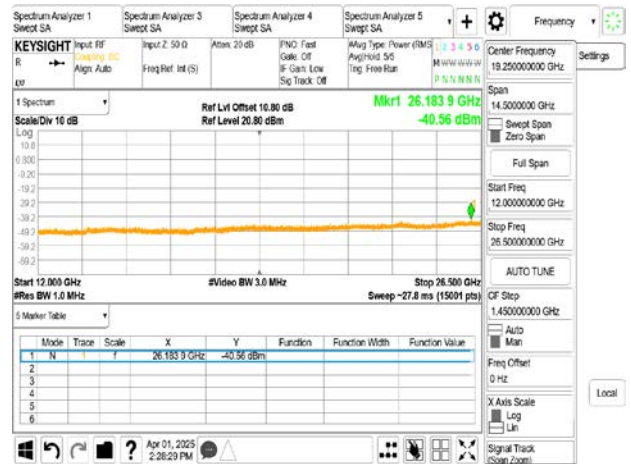 Spectrum Analyzer 1
Swept SA
Spectrum Analyzer 3
Swept SA
Spectrum Analyzer 4
Swept SA
Spectrum Analyzer 5
Swept SA
+
Frequency
KEYSIGHT
R
Input: RF
Coupling: DC
Align: Auto
Input Z: 50 Ω
Freq Ref: Int (S)
Atten: 20 dB
PNO: Fast
Gate: Off
IF Gain: Low
Sig Track: Off
#Avg Type: Power (RMS
Avg|Hold: 5/5
Trig: Free Run
1 2 3 4 5 6
M W W W W W
P N N N N N
1 Spectrum
Scale/Div 10 dB
Log
Ref Lvl Offset 10.80 dB
Ref Level 20.80 dBm
Mkr1 26.183 9 GHz
-40.56 dBm
10.8
0.800
-9.20
-19.2
-29.2
-39.2
-49.2
-59.2
-69.2
Start 12.000 GHz
#Res BW 1.0 MHz
#Video BW 3.0 MHz
Stop 26.500 GHz
Sweep ~27.8 ms (15001 pts)
5 Marker Table
Mode Trace Scale X Y Function Function Width Function Value
1 N 1 f 26.183 9 GHz -40.56 dBm
2
3
4
5
6
Apr 01, 2025
2:28:29 PM
Center Frequency
19.250000000 GHz
Span
14.5000000 GHz
Swept Span
Zero Span
Full Span
Start Freq
12.000000000 GHz
Stop Freq
26.500000000 GHz
AUTO TUNE
CF Step
1.450000000 GHz
Auto
Man
Freq Offset
0 Hz
X Axis Scale
Log
Lin
Signal Track
(Span Zoom)
Settings
Local